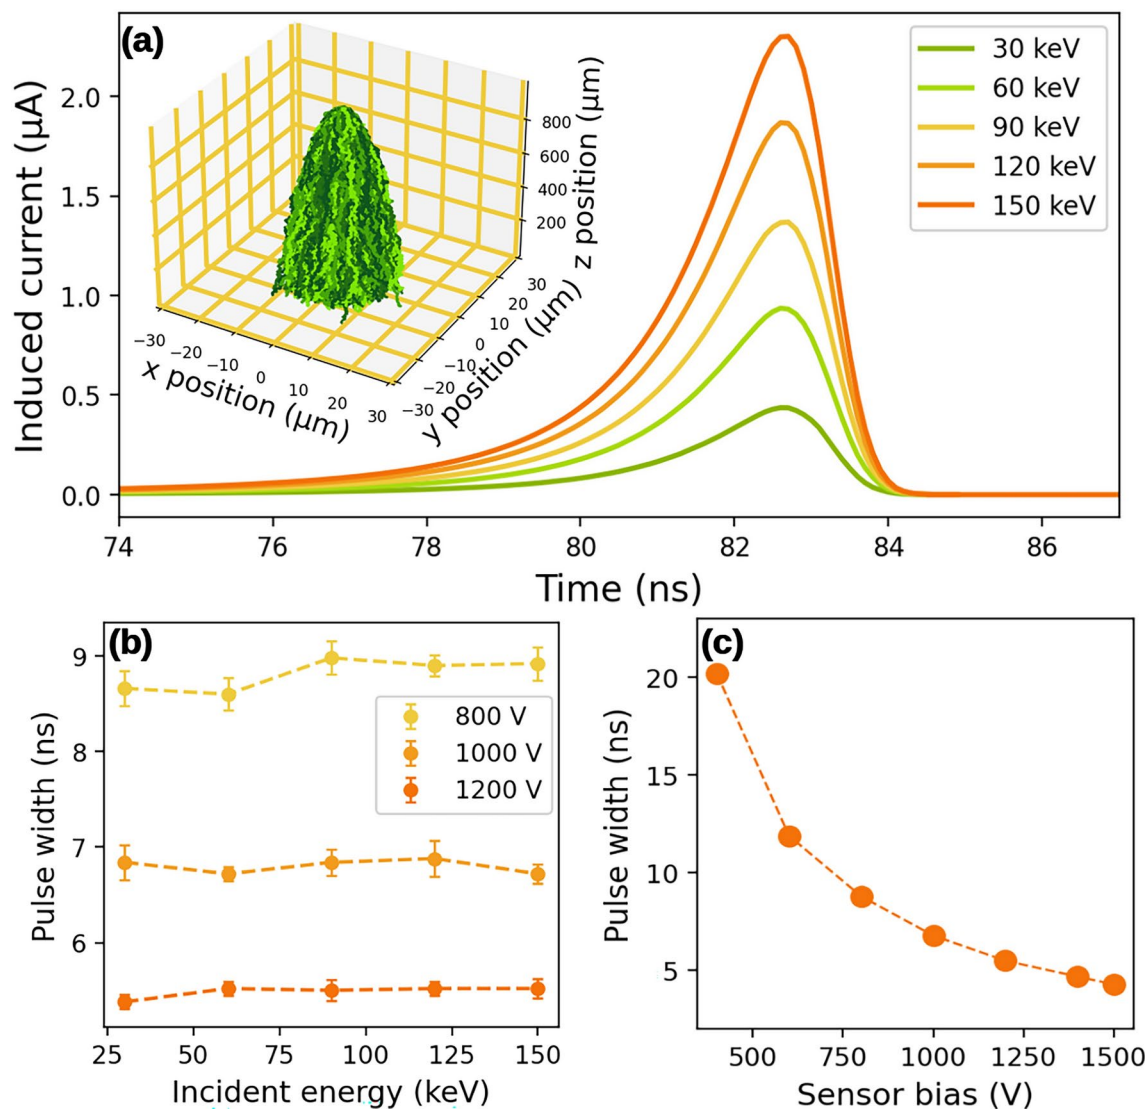 (a)
Induced current (μA)
2.0
1.5
1.0
0.5
0.0
800
600
400
200
z position (μm)
−30
−20
−10
0
10
20
30
x position (μm)
30
20
10
0
−10
−20
−30
y position (μm)
30 keV
60 keV
90 keV
120 keV
150 keV
74 76 78 80 82 84 86
Time (ns)
(b)
Pulse width (ns)
9
8
7
6
800 V
1000 V
1200 V
25 50 75 100 125 150
Incident energy (keV)
(c)
Pulse width (ns)
20
15
10
5
500 750 1000 1250 1500
Sensor bias (V)